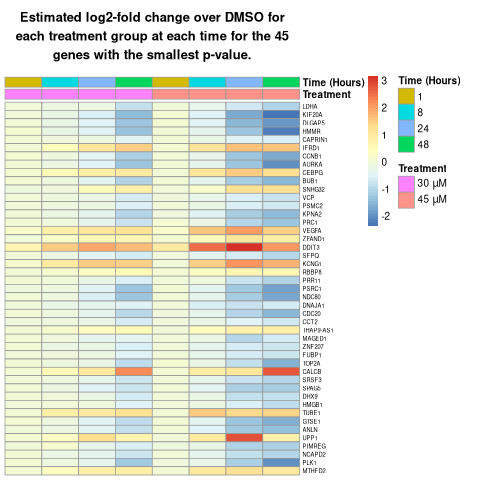 Estimated log2-fold change over DMSO for
each treatment group at each time for the 45
genes with the smallest p-value.
Time (Hours)
Treatment
LDHA
KIF20A
DLGAP5
HMMR
CAPRIN1
IFRD1
CCNB1
AURKA
CEBPG
BUB1
SNHG32
VCP
PSMC2
KPNA2
PRC1
VEGFA
ZFAND1
DDIT3
SFPQ
KCNG1
RBBP8
PRR11
PSRC1
NDC80
DNAJA1
CDC20
CCT2
THAP9-AS1
MAGED1
ZNF207
FUBP1
TOP2A
CALCB
SRSF3
SPAG5
DHX9
HMGB1
TUBE1
GTSE1
ANLN
UPP1
PIMREG
NCAPD2
PLK1
MTHFD2
3
2
1
0
-1
-2
Time (Hours)
1
8
24
48
Treatment
30 µM
45 µM